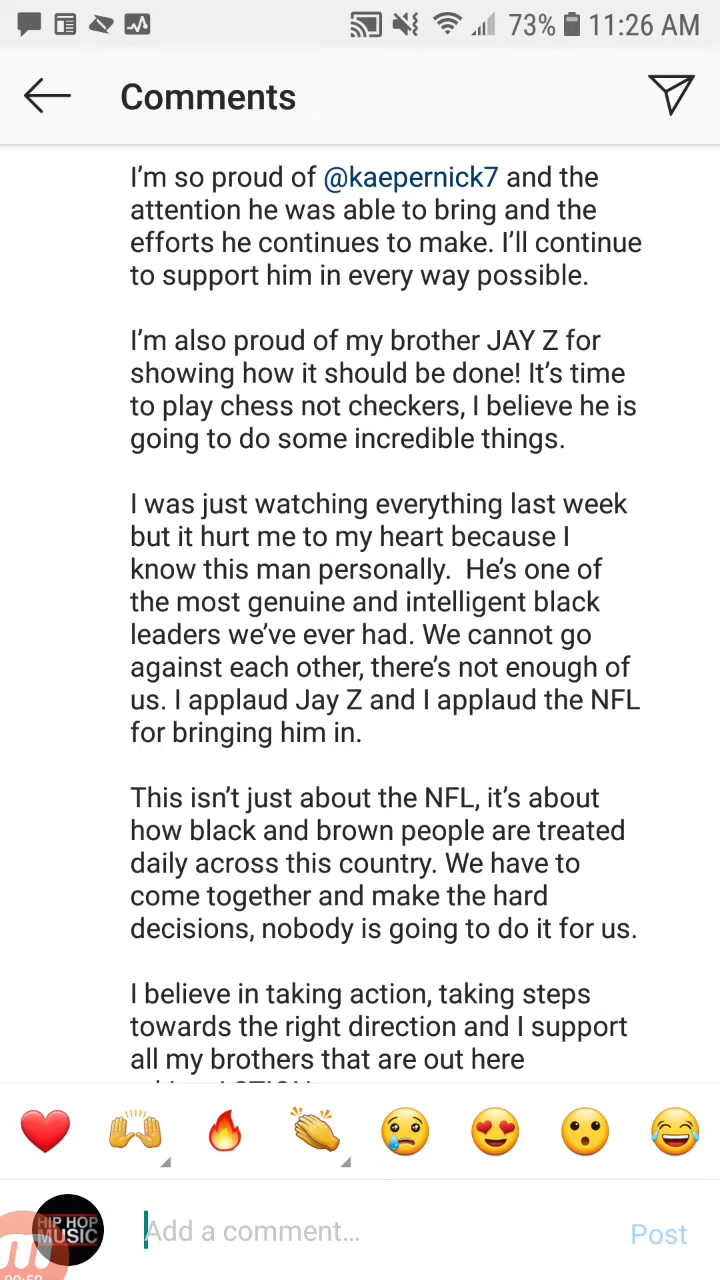 73% 11:26 AM
Comments
I'm so proud of @kaepernick7 and the
attention he was able to bring and the
efforts he continues to make. I'll continue
to support him in every way possible.
I'm also proud of my brother JAY Z for
showing how it should be done! It's time
to play chess not checkers, I believe he is
going to do some incredible things.
I was just watching everything last week
but it hurt me to my heart because I
know this man personally.  He's one of
the most genuine and intelligent black
leaders we've ever had. We cannot go
against each other, there's not enough of
us. I applaud Jay Z and I applaud the NFL
for bringing him in.
This isn't just about the NFL, it's about
how black and brown people are treated
daily across this country. We have to
come together and make the hard
decisions, nobody is going to do it for us.
I believe in taking action, taking steps
towards the right direction and I support
all my brothers that are out here
HIP HOP
MUSIC
Add a comment...
Post